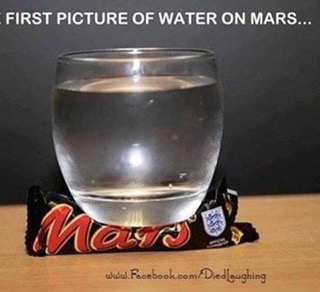 FIRST PICTURE OF WATER ON MARS...
Mars
www.Facebook.com/DiedLaughing